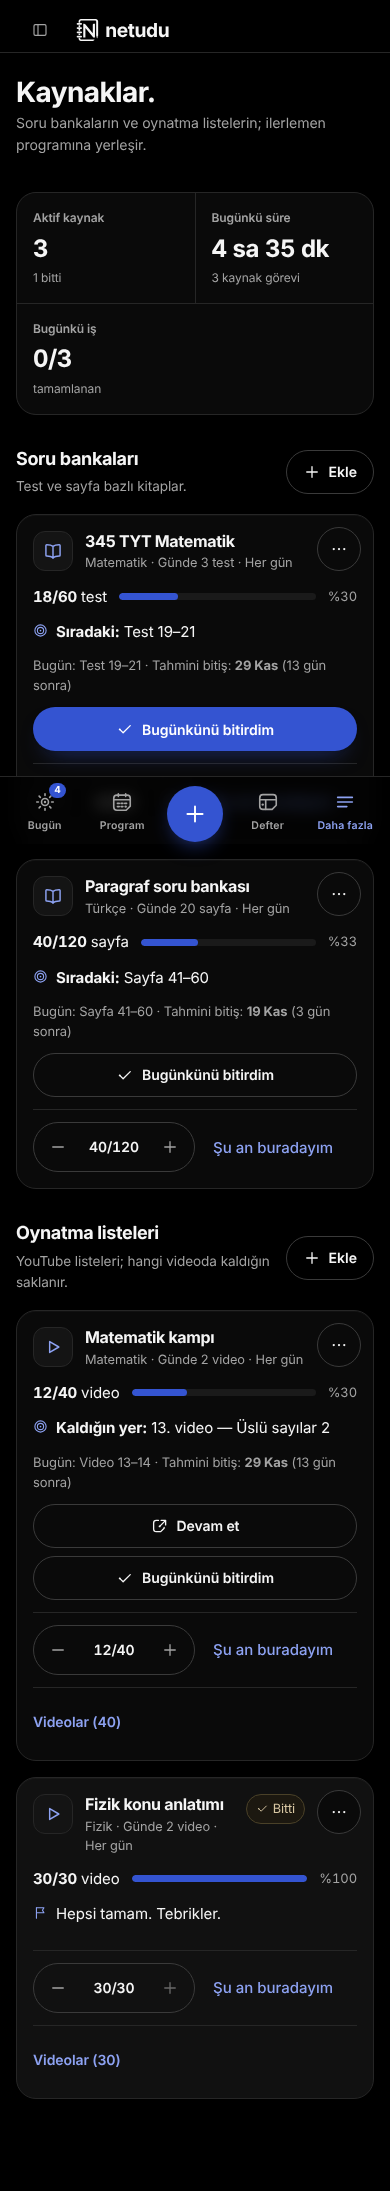 netudu
Kaynaklar.
Soru bankaların ve oynatma listelerin; ilerlemen
programına yerleşir.
Aktif kaynak
3
1 bitti
Bugünkü süre
4 sa 35 dk
3 kaynak görevi
Bugünkü iş
0/3
tamamlanan
Soru bankaları
Test ve sayfa bazlı kitaplar.
Ekle
345 TYT Matematik
Matematik · Günde 3 test · Her gün
18/60 test
%30
Sıradaki: Test 19–21
Bugün: Test 19–21 · Tahmini bitiş: 29 Kas (13 gün
sonra)
Bugünkünü bitirdim
4
Bugün
Program
Defter
Daha fazla
Paragraf soru bankası
Türkçe · Günde 20 sayfa · Her gün
40/120 sayfa
%33
Sıradaki: Sayfa 41–60
Bugün: Sayfa 41–60 · Tahmini bitiş: 19 Kas (3 gün
sonra)
Bugünkünü bitirdim
40/120
Şu an buradayım
Oynatma listeleri
YouTube listeleri; hangi videoda kaldığın
saklanır.
Ekle
Matematik kampı
Matematik · Günde 2 video · Her gün
12/40 video
%30
Kaldığın yer: 13. video — Üslü sayılar 2
Bugün: Video 13–14 · Tahmini bitiş: 29 Kas (13 gün
sonra)
Devam et
Bugünkünü bitirdim
12/40
Şu an buradayım
Videolar (40)
Fizik konu anlatımı
Fizik · Günde 2 video ·
Her gün
Bitti
30/30 video
%100
Hepsi tamam. Tebrikler.
30/30
Şu an buradayım
Videolar (30)